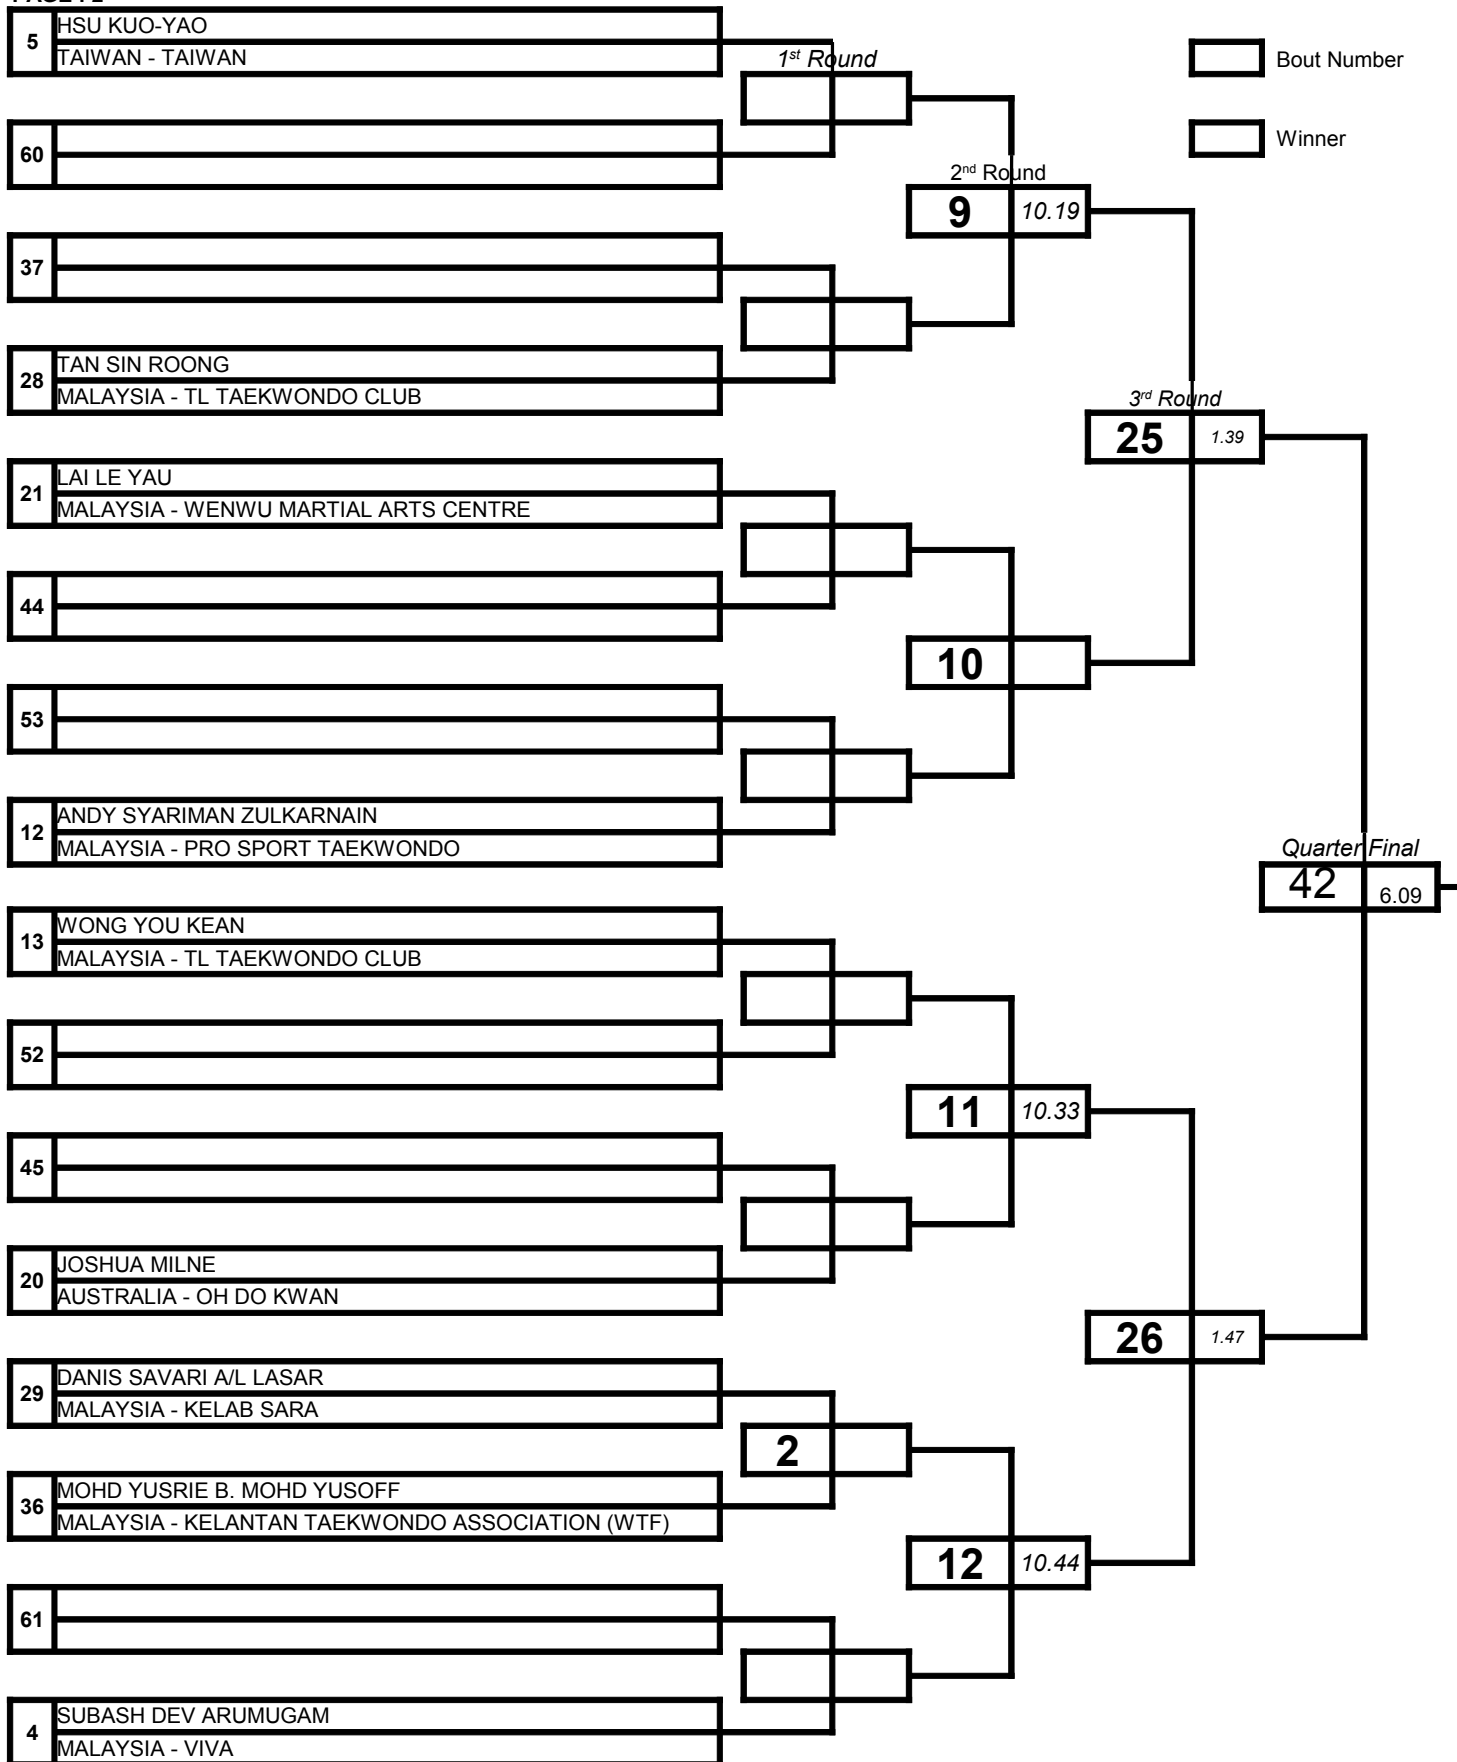 5
HSU KUO-YAO
TAIWAN - TAIWAN
1st Round
Bout Number
60
Winner
2nd Round
9 10.19
37
28
TAN SIN ROONG
MALAYSIA - TL TAEKWONDO CLUB
3rd Round
25 1.39
21
LAI LE YAU
MALAYSIA - WENWU MARTIAL ARTS CENTRE
44
10
53
12
ANDY SYARIMAN ZULKARNAIN
MALAYSIA - PRO SPORT TAEKWONDO
Quarter Final
42 6.09
13
WONG YOU KEAN
MALAYSIA - TL TAEKWONDO CLUB
52
11 10.33
45
20
JOSHUA MILNE
AUSTRALIA - OH DO KWAN
26 1.47
29
DANIS SAVARI A/L LASAR
MALAYSIA - KELAB SARA
2
36
MOHD YUSRIE B. MOHD YUSOFF
MALAYSIA - KELANTAN TAEKWONDO ASSOCIATION (WTF)
12 10.44
61
4
SUBASH DEV ARUMUGAM
MALAYSIA - VIVA